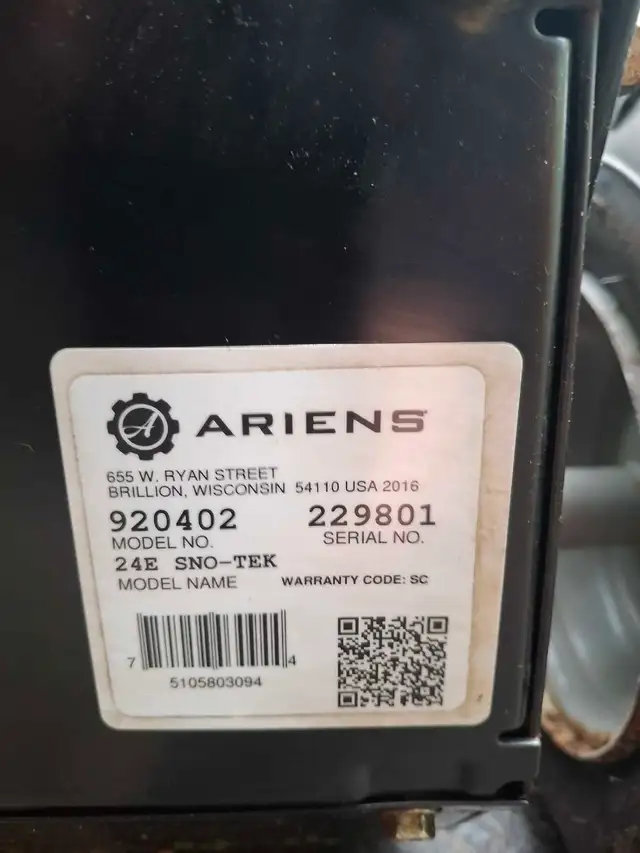 ARIENS
655 W. RYAN STREET
BRILLION, WISCONSIN 54110 USA 2016
920402 229801
MODEL NO. SERIAL NO.
24E SNO-TEK
MODEL NAME WARRANTY CODE: SC
7 4
5105803094